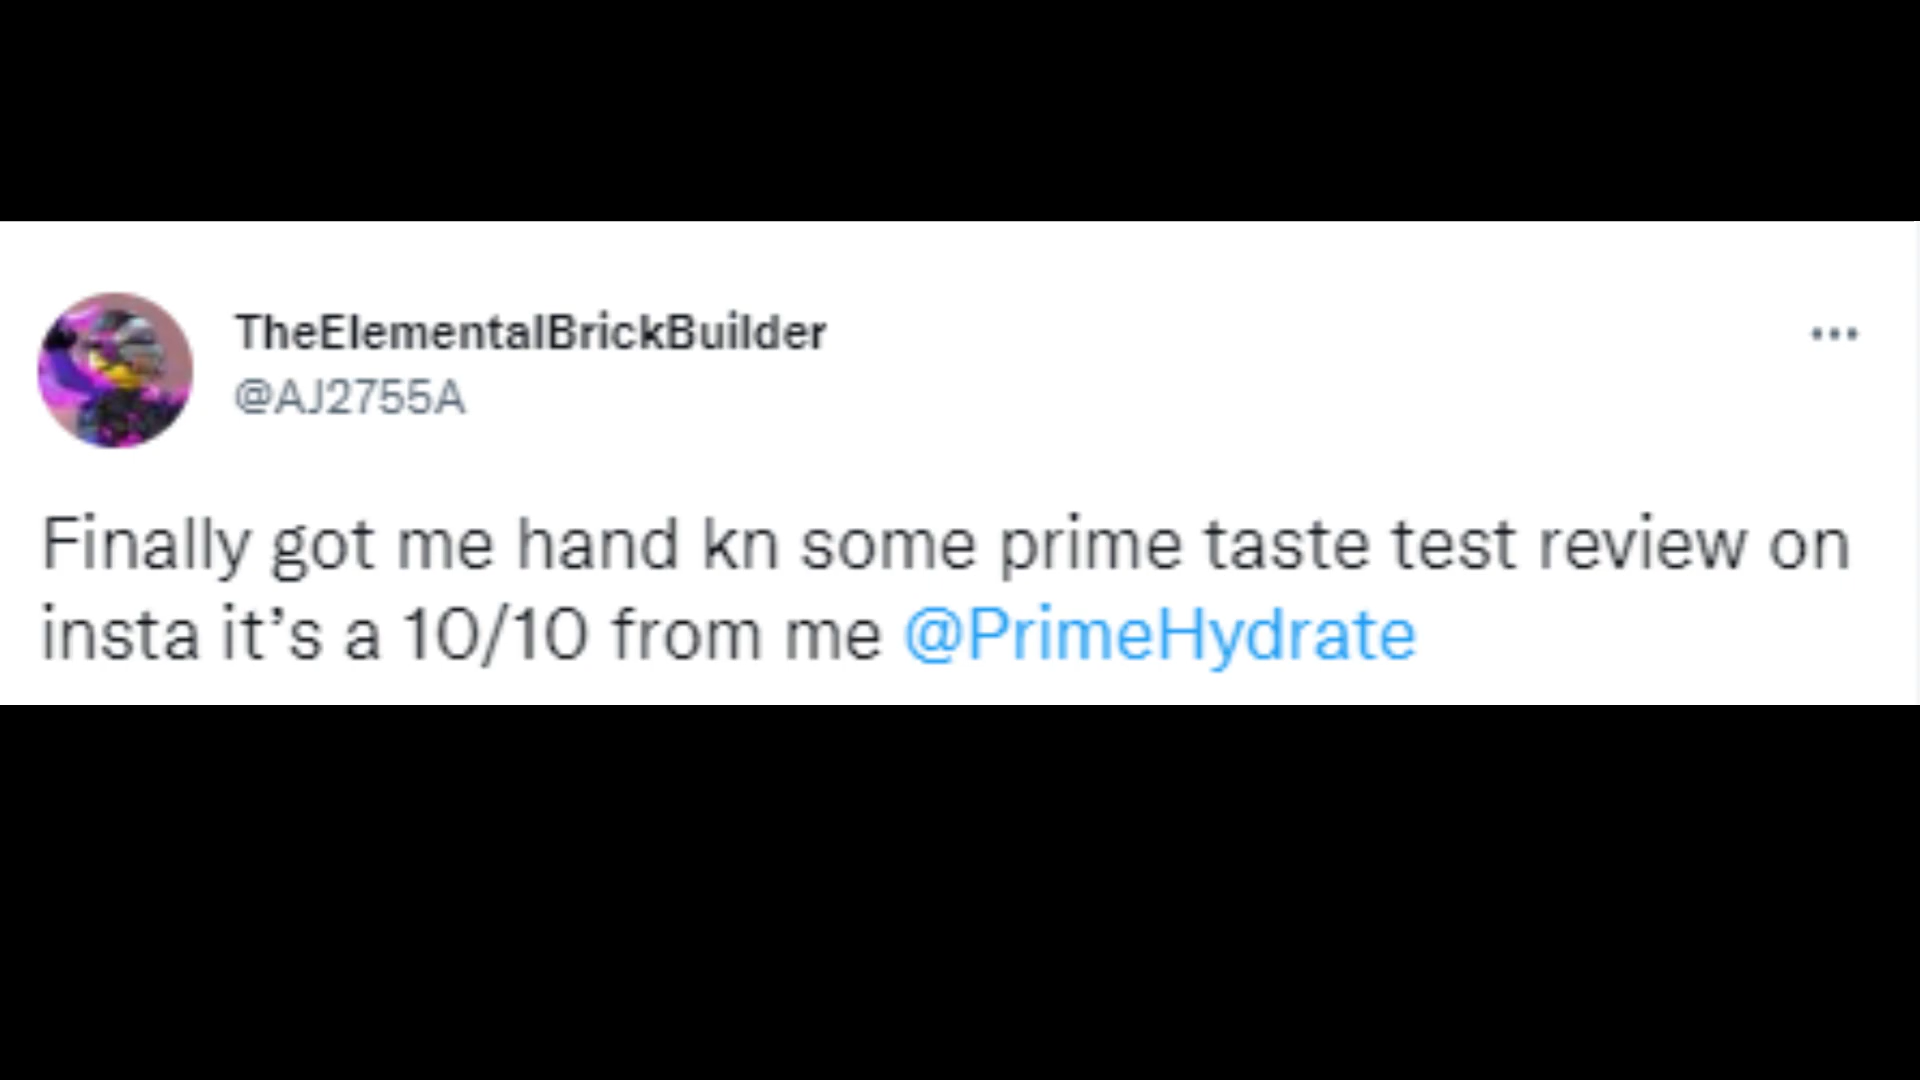 TheElementalBrickBuilder
@AJ2755A
Finally got me hand kn some prime taste test review on
insta it’s a 10/10 from me @PrimeHydrate